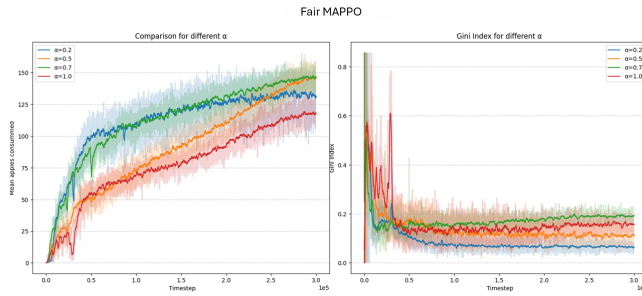 Fair MAPPO
Comparison for different α
α=0.2
α=0.5
α=0.7
α=1.0
Mean apples consummed
150
125
100
75
50
25
0
0.0
0.5
1.0
1.5
2.0
2.5
3.0
1e5
Timestep
Gini Index for different α
α=0.2
α=0.5
α=0.7
α=1.0
Gini Index
0.8
0.6
0.4
0.2
0.0
0.0
0.5
1.0
1.5
2.0
2.5
3.0
1e5
Timestep